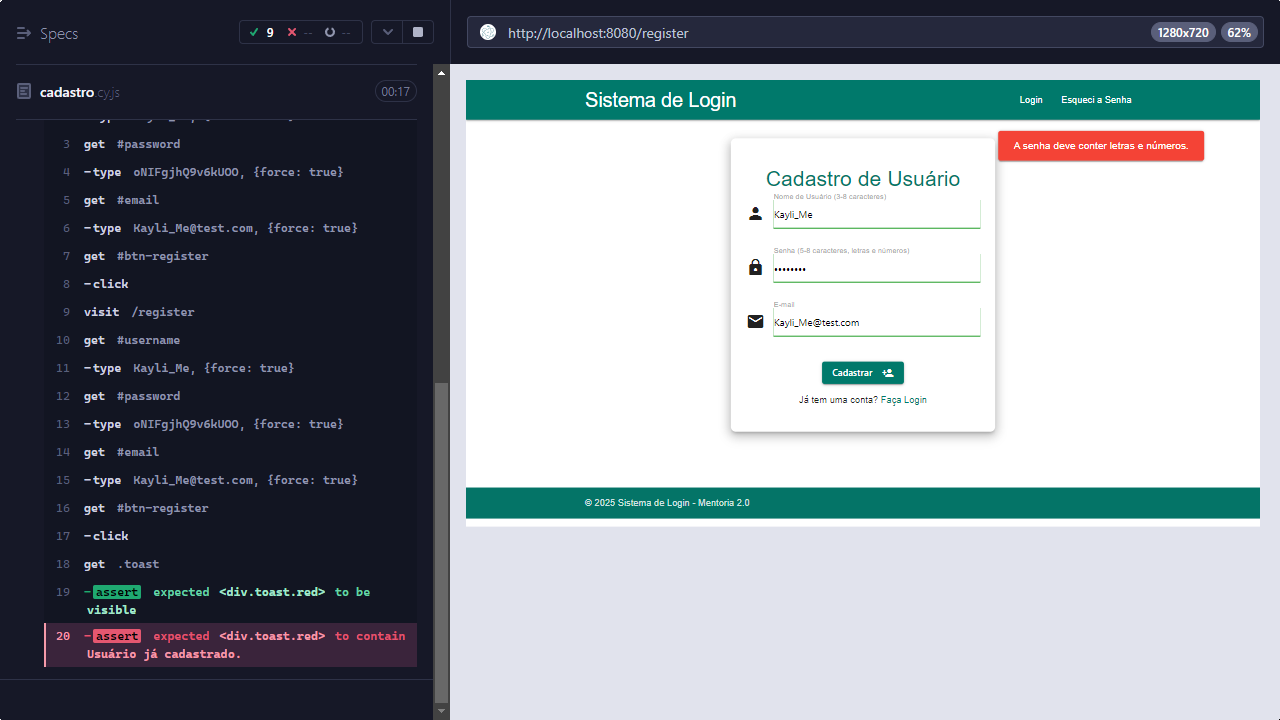 Specs
9 -- --
cadastro.cy.js
00:17
3 get #password
4 -type oNIFgjhQ9v6kUOO, {force: true}
5 get #email
6 -type Kayli_Me@test.com, {force: true}
7 get #btn-register
8 -click
9 visit /register
10 get #username
11 -type Kayli_Me, {force: true}
12 get #password
13 -type oNIFgjhQ9v6kUOO, {force: true}
14 get #email
15 -type Kayli_Me@test.com, {force: true}
16 get #btn-register
17 -click
18 get .toast
19 -assert expected <div.toast.red> to be
visible
20 -assert expected <div.toast.red> to contain
Usuário já cadastrado.
http://localhost:8080/register
1280x720
62%
Sistema de Login
Login
Esqueci a Senha
A senha deve conter letras e números.
Cadastro de Usuário
Nome de Usuário (3-8 caracteres)
Kayli_Me
Senha (5-8 caracteres, letras e números)
••••••••
E-mail
Kayli_Me@test.com
Cadastrar
Já tem uma conta? Faça Login
© 2025 Sistema de Login - Mentoria 2.0